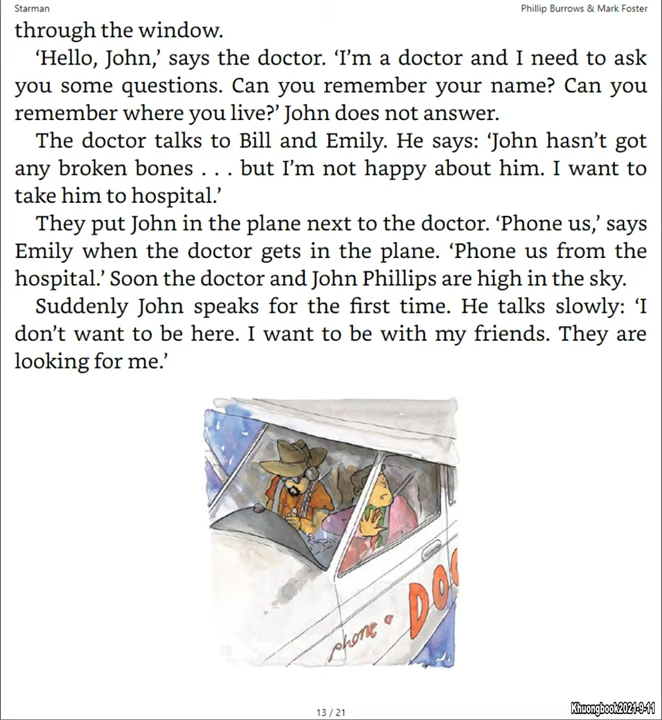 Starman
Phillip Burrows & Mark Foster
through the window.
‘Hello, John,’ says the doctor. ‘I’m a doctor and I need to ask
you some questions. Can you remember your name? Can you
remember where you live?’ John does not answer.
The doctor talks to Bill and Emily. He says: ‘John hasn’t got
any broken bones . . . but I’m not happy about him. I want to
take him to hospital.’
They put John in the plane next to the doctor. ‘Phone us,’ says
Emily when the doctor gets in the plane. ‘Phone us from the
hospital.’ Soon the doctor and John Phillips are high in the sky.
Suddenly John speaks for the first time. He talks slowly: ‘I
don’t want to be here. I want to be with my friends. They are
looking for me.’
DOC
phone a
13 / 21
Khuongbook2021-9-11